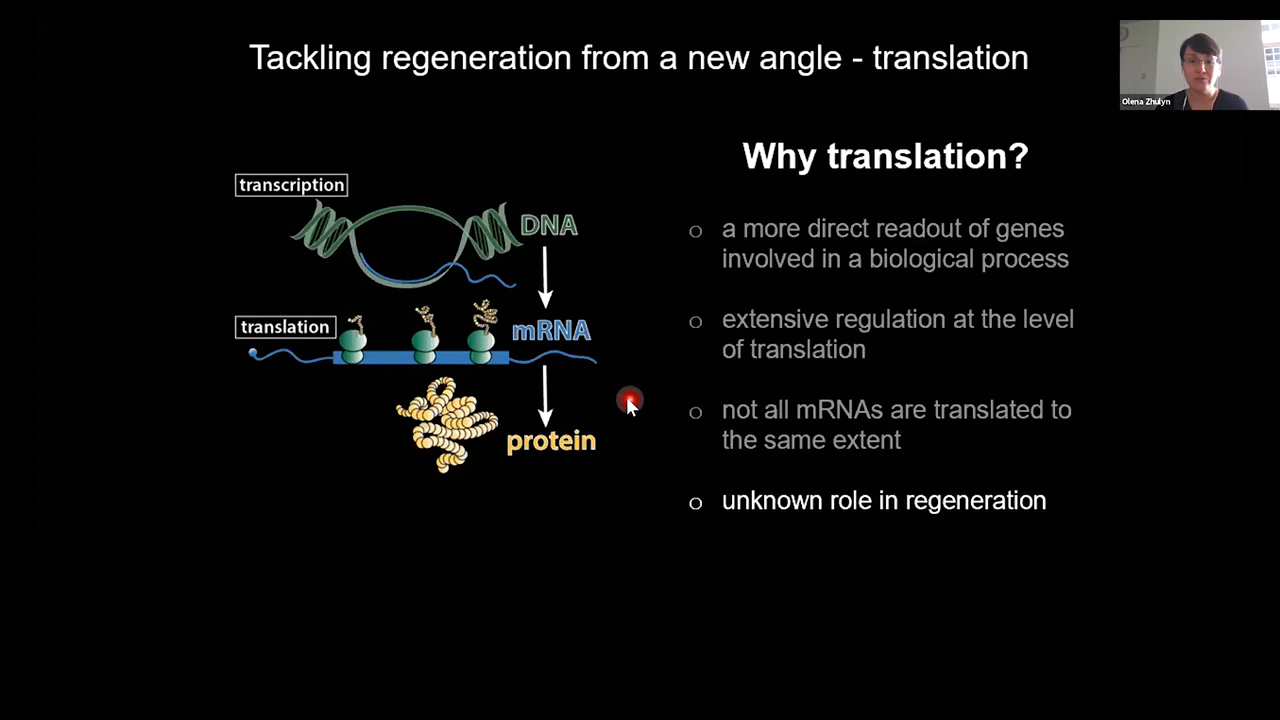 Tackling regeneration from a new angle - translation
Olena Zhulyn
Why translation?
transcription
DNA
translation
mRNA
protein
o a more direct readout of genes
involved in a biological process
o extensive regulation at the level
of translation
o not all mRNAs are translated to
the same extent
o unknown role in regeneration